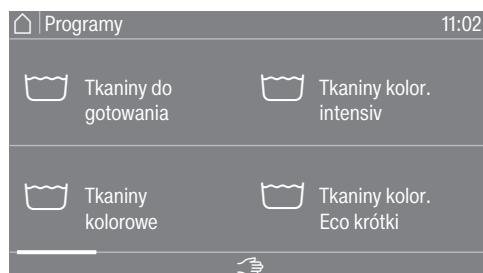 Programy 11:02
Tkaniny do
gotowania
Tkaniny kolor.
intensiv
Tkaniny
kolorowe
Tkaniny kolor.
Eco krótki